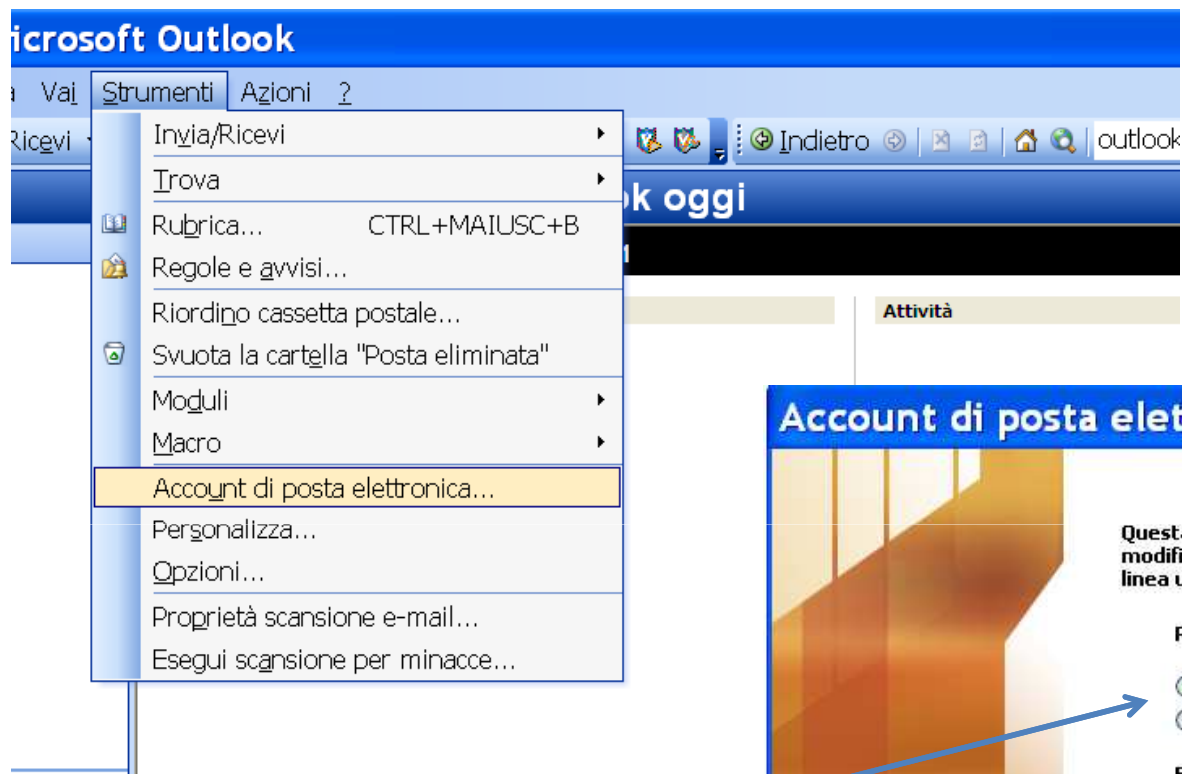 icrosoft Outlook
Vai Strumenti Azioni ?
Ricevi
Indietro
outlook
Invia/Ricevi
Trova
k oggi
Rubrica... CTRL+MAIUSC+B
Regole e avvisi...
Riordino cassetta postale...
Attività
Svuota la cartella "Posta eliminata"
Moduli
Macro
Account di posta elettronica...
Personalizza...
Opzioni...
Proprietà scansione e-mail...
Esegui scansione per minacce...
Account di posta elet
Quest
modifi
linea u